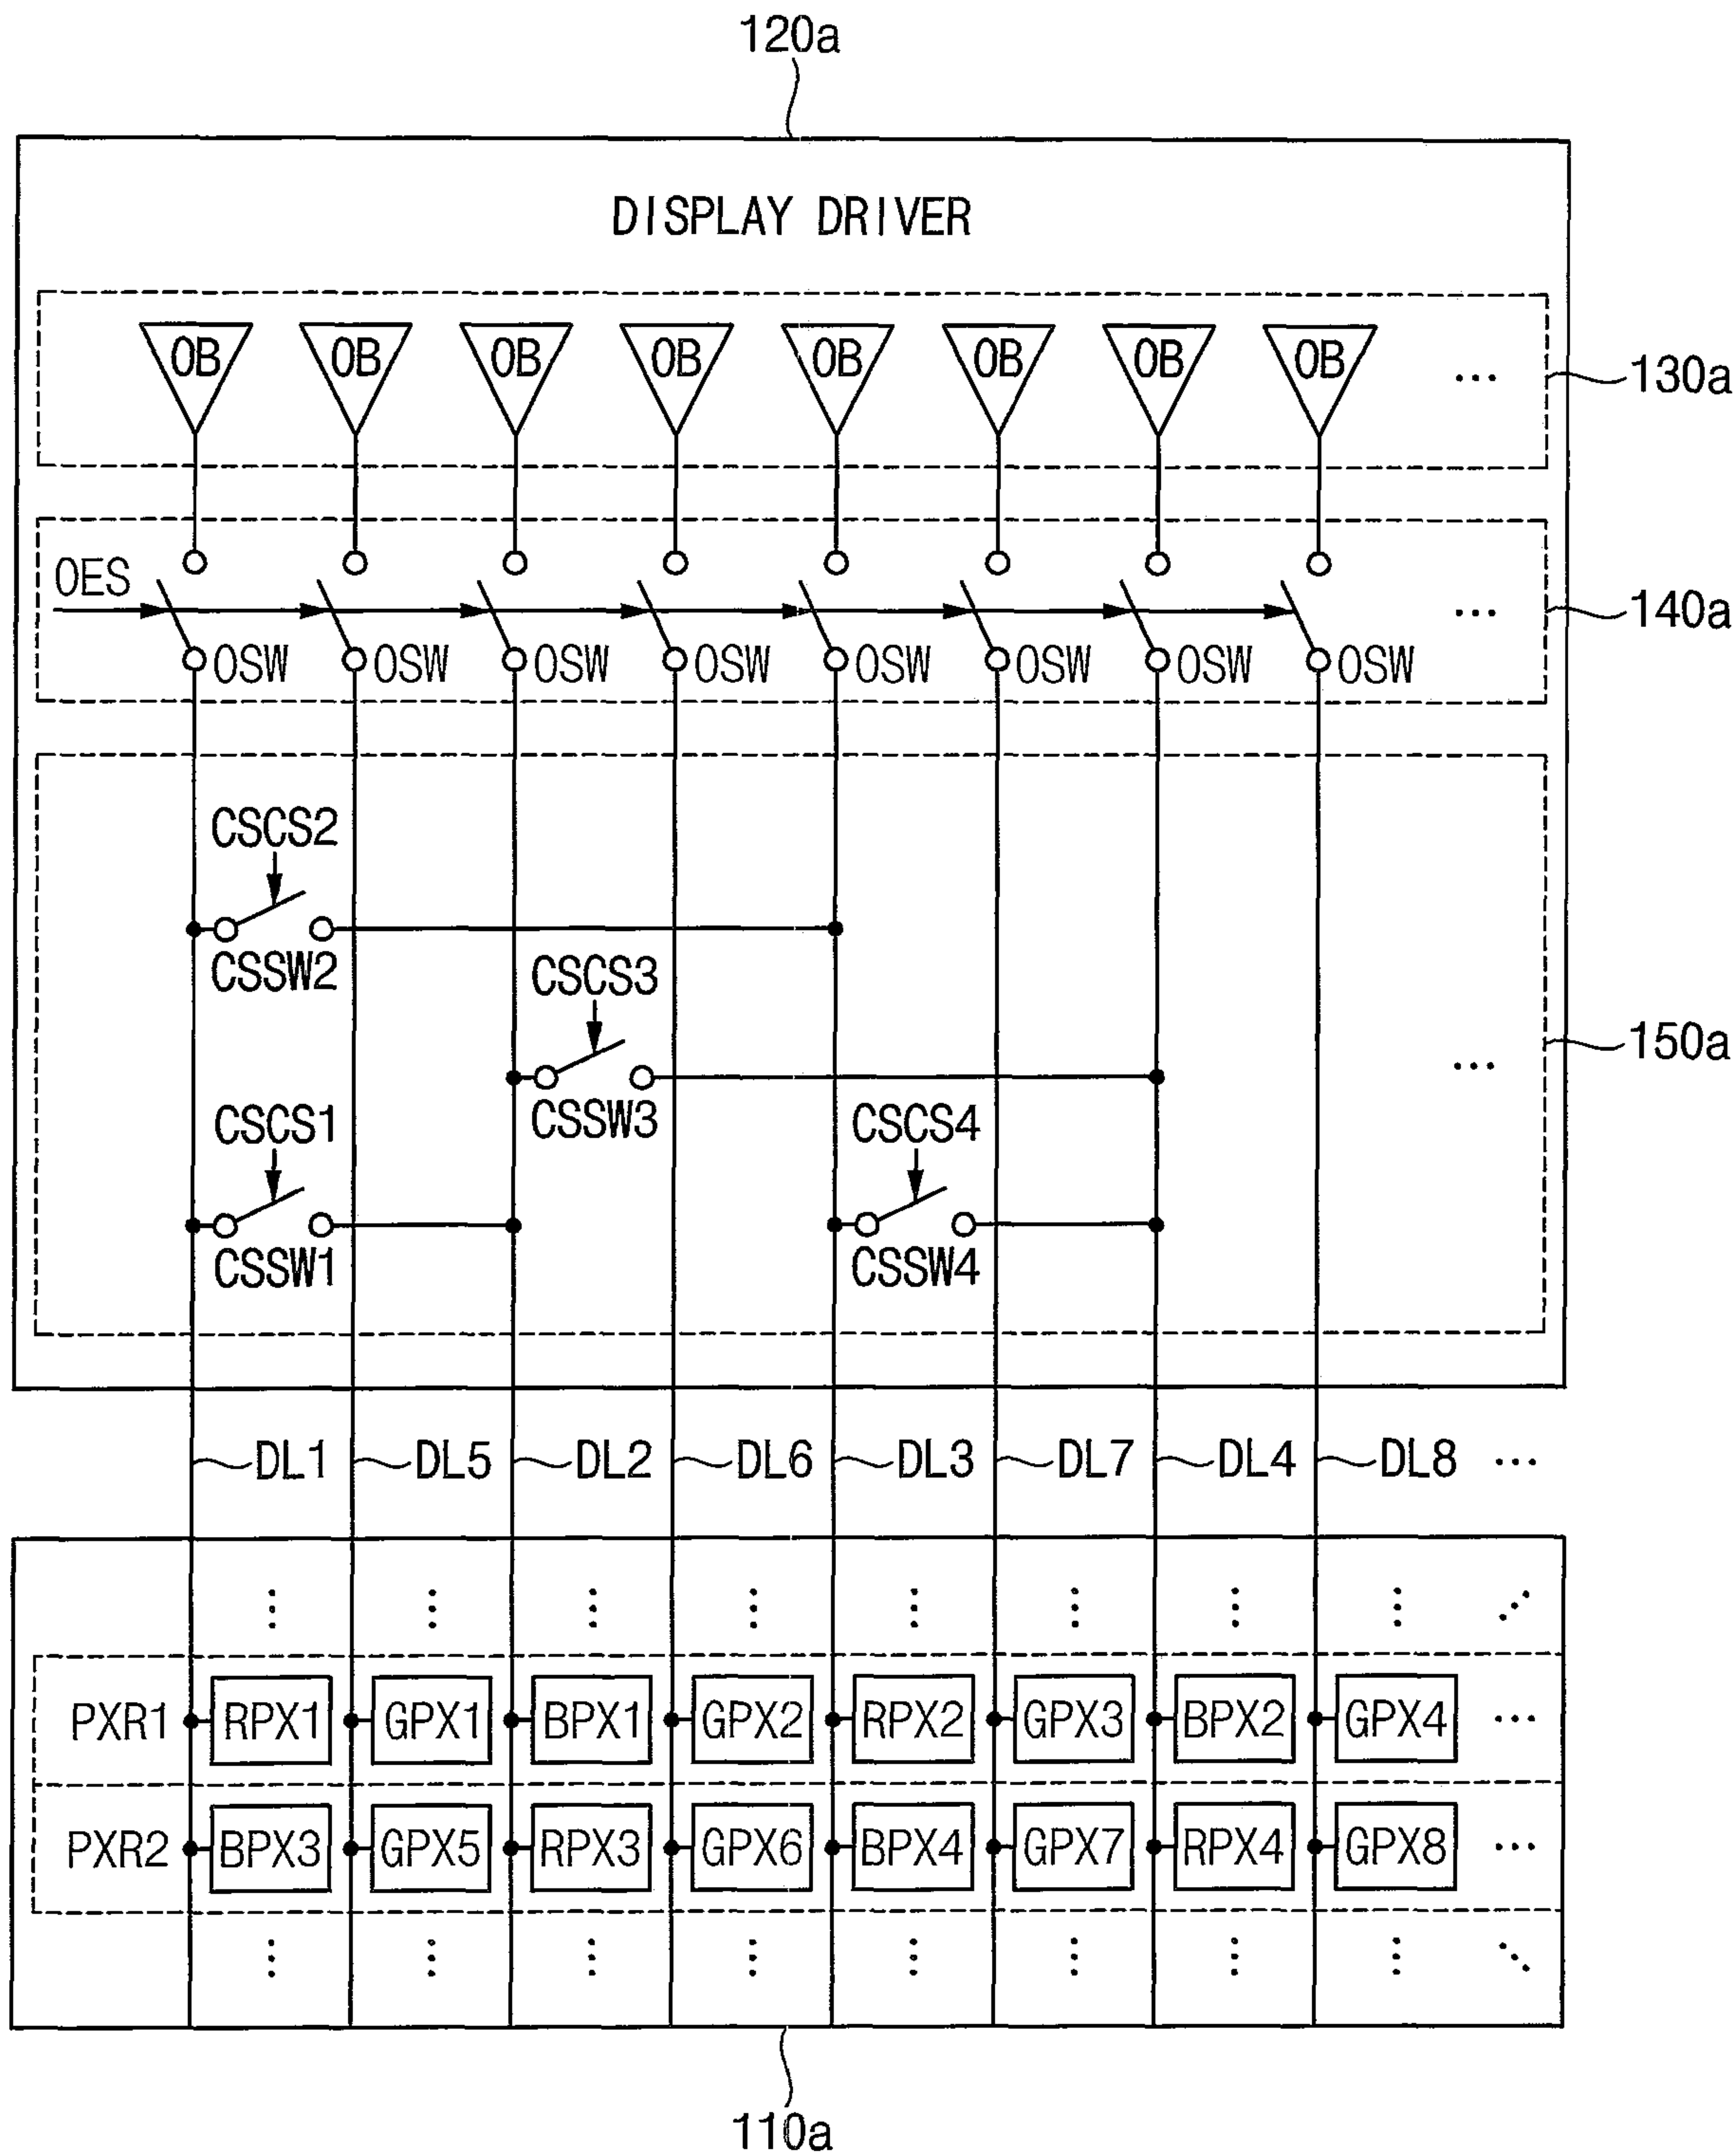 120a
DISPLAY DRIVER
OB OB OB OB OB OB OB OB ... 130a
OES
OSW OSW OSW OSW OSW OSW OSW OSW ... 140a
CSCS2
CSSW2
CSCS3
CSSW3
... 150a
CSCS1
CSSW1
CSCS4
CSSW4
DL1 DL5 DL2 DL6 DL3 DL7 DL4 DL8 ...
PXR1 RPX1 GPX1 BPX1 GPX2 RPX2 GPX3 BPX2 GPX4 ...
PXR2 BPX3 GPX5 RPX3 GPX6 BPX4 GPX7 RPX4 GPX8 ...
110a